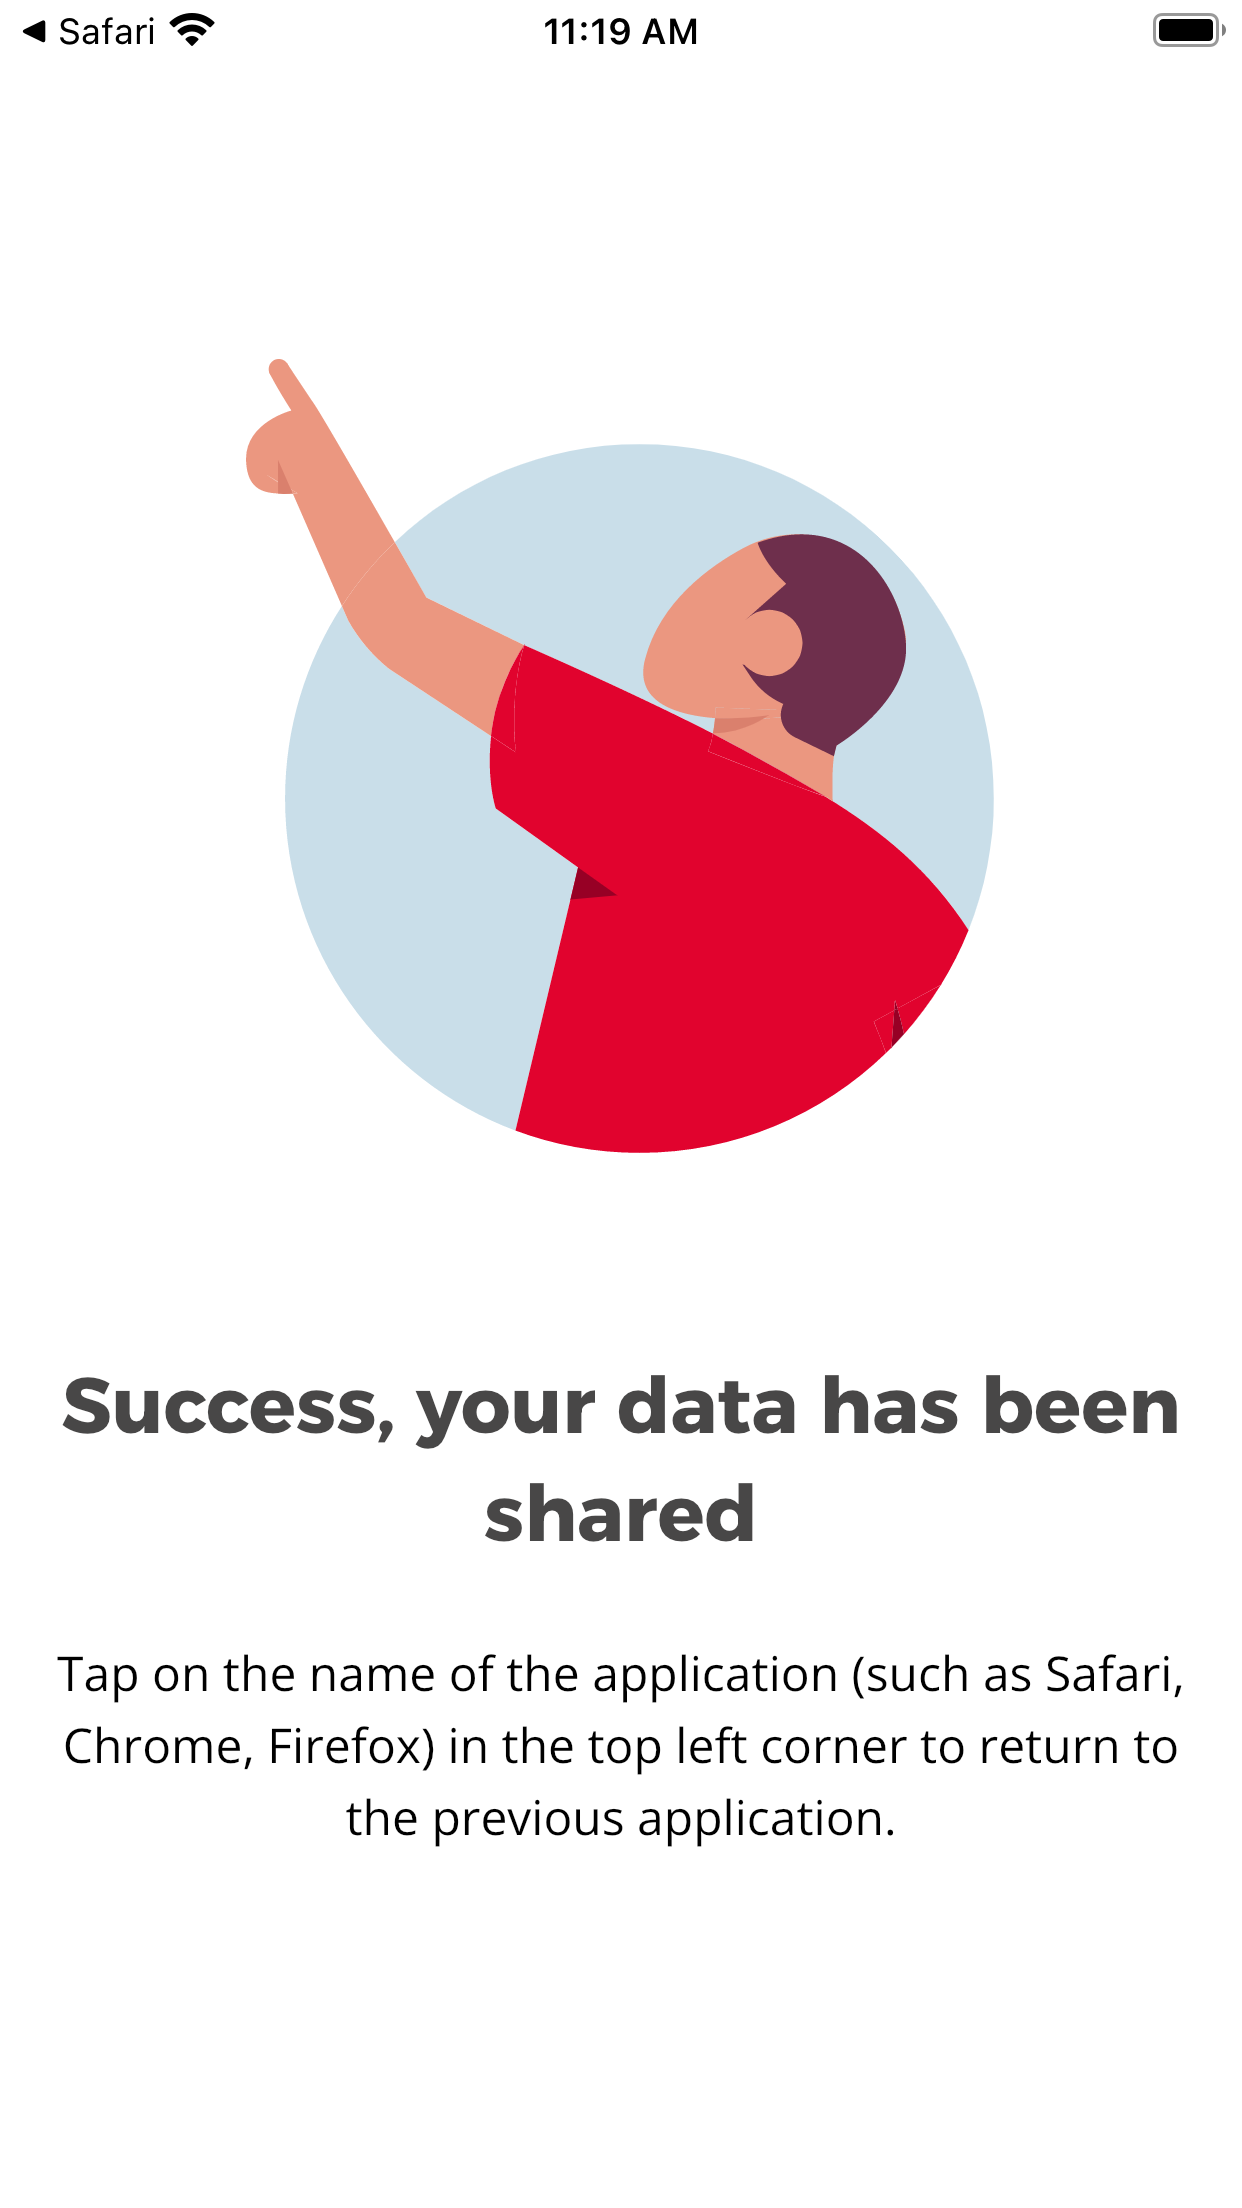 Safari
11:19 AM
Success, your data has been
shared
Tap on the name of the application (such as Safari,
Chrome, Firefox) in the top left corner to return to
the previous application.